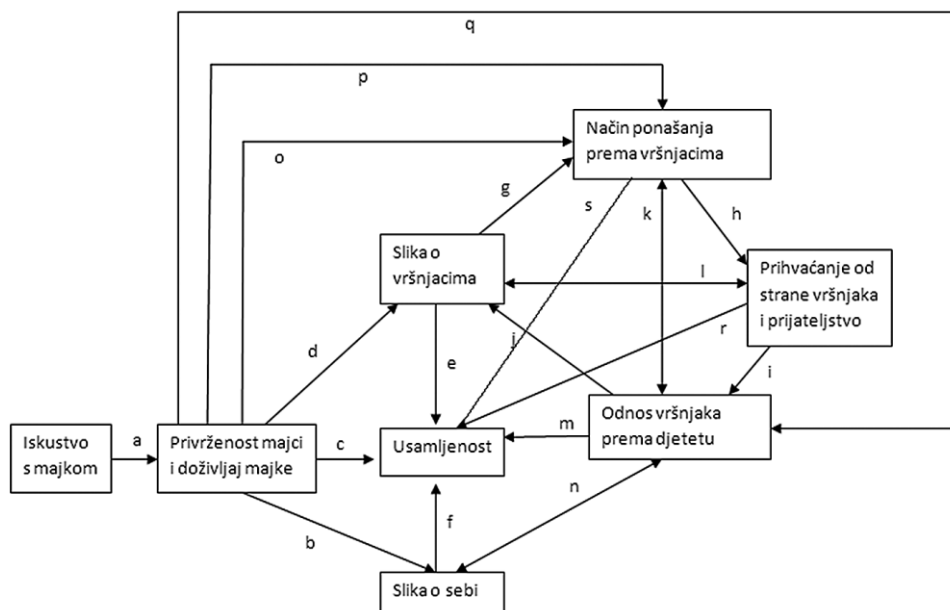 q
p
Način ponašanja
prema vršnjacima
o
g
s
k
h
Slika o
vršnjacima
l
Prihvaćanje od
strane vršnjaka
i prijateljstvo
d
e
j
r
i
Iskustvo
s majkom
a
Privrženost majci
i doživljaj majke
c
Usamljenost
m
Odnos vršnjaka
prema djetetu
b
f
n
Slika o sebi